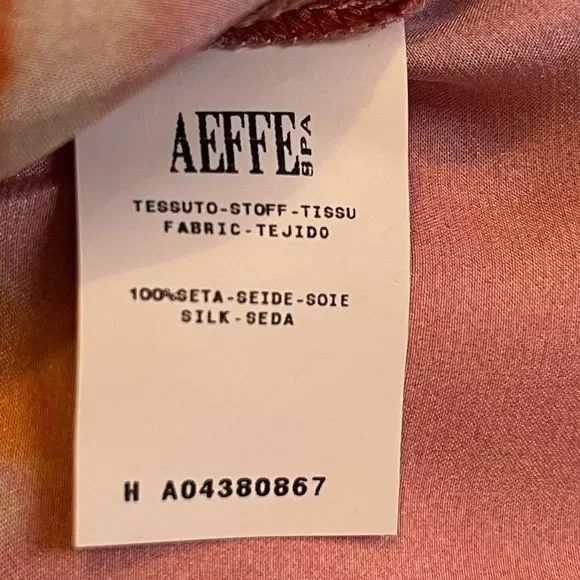 AEFFE SPA
TESSUTO-STOFF-TISSU
FABRIC-TEJIDO
100%SETA-SEIDE-SOIE
SILK-SEDA
H A04380867